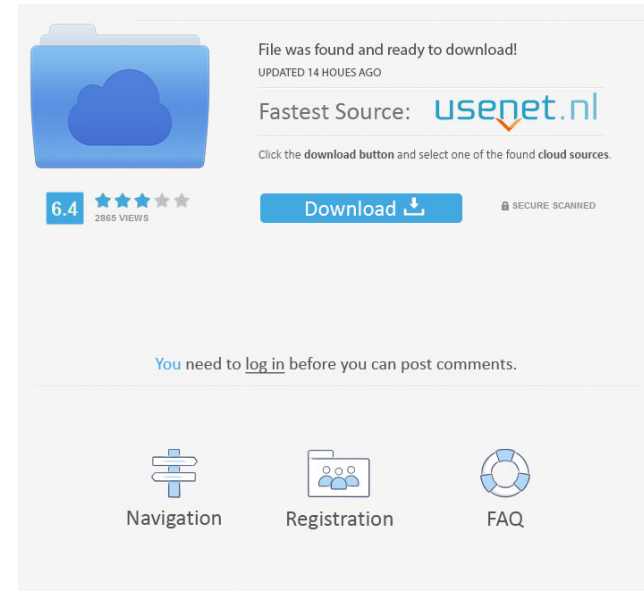 File was found and ready to download!
UPDATED 14 HOUES AGO
Fastest Source: usenet.nl
Click the download button and select one of the found cloud sources.
6.4
2865 VIEWS
Download
SECURE SCANNED
You need to log in before you can post comments.
Navigation
Registration
FAQ